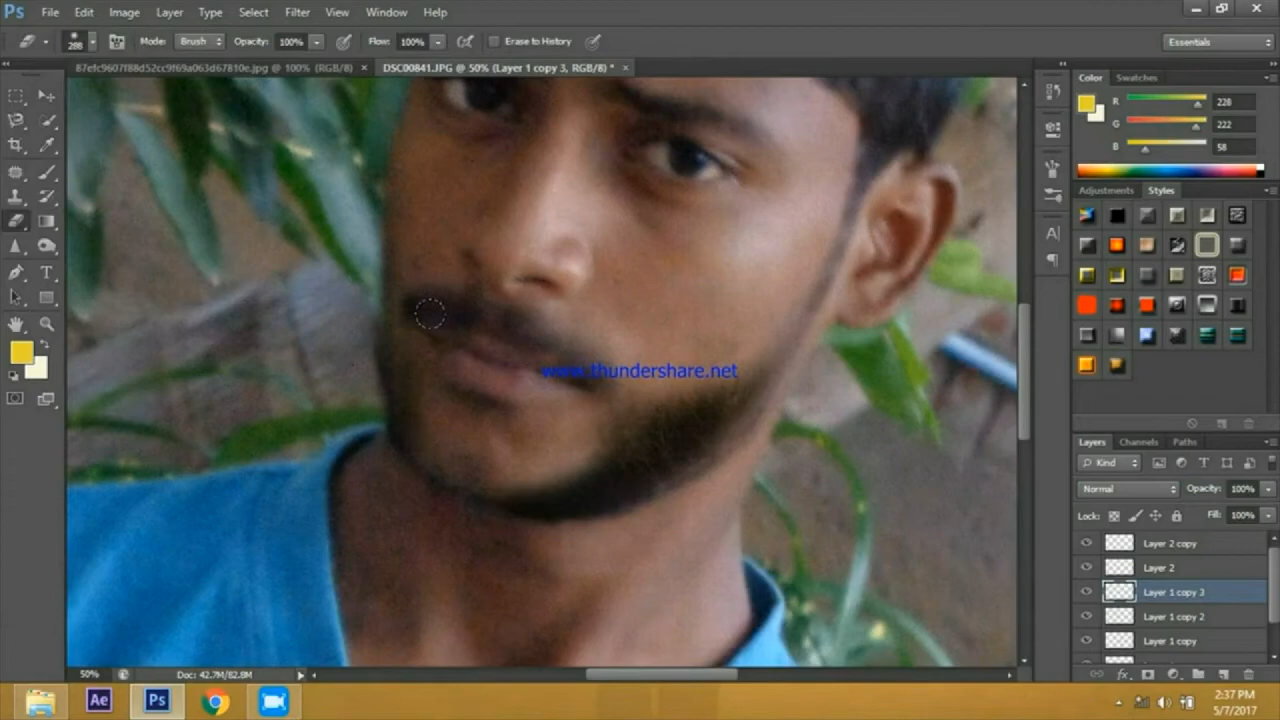 Ps File Edit Image Layer Type Select Filter View Window Help
288 Mode: Brush Opacity: 100% Flow: 100% Erase to History Essentials
87efc9607f88d52cc9f69a063d67810e.jpg @ 100% (RGB/8) × DSC00841.JPG @ 50% (Layer 1 copy 3, RGB/8) * ×
Color Swatches
R 228
G 222
B 58
Adjustments Styles
www.thundershare.net
Layers Channels Paths
Kind
Normal Opacity: 100%
Lock: Fill: 100%
Layer 2 copy
Layer 2
Layer 1 copy 3
Layer 1 copy 2
Layer 1 copy
50% Doc: 42.7M/82.8M
Ae Ps
2:37 PM
5/7/2017